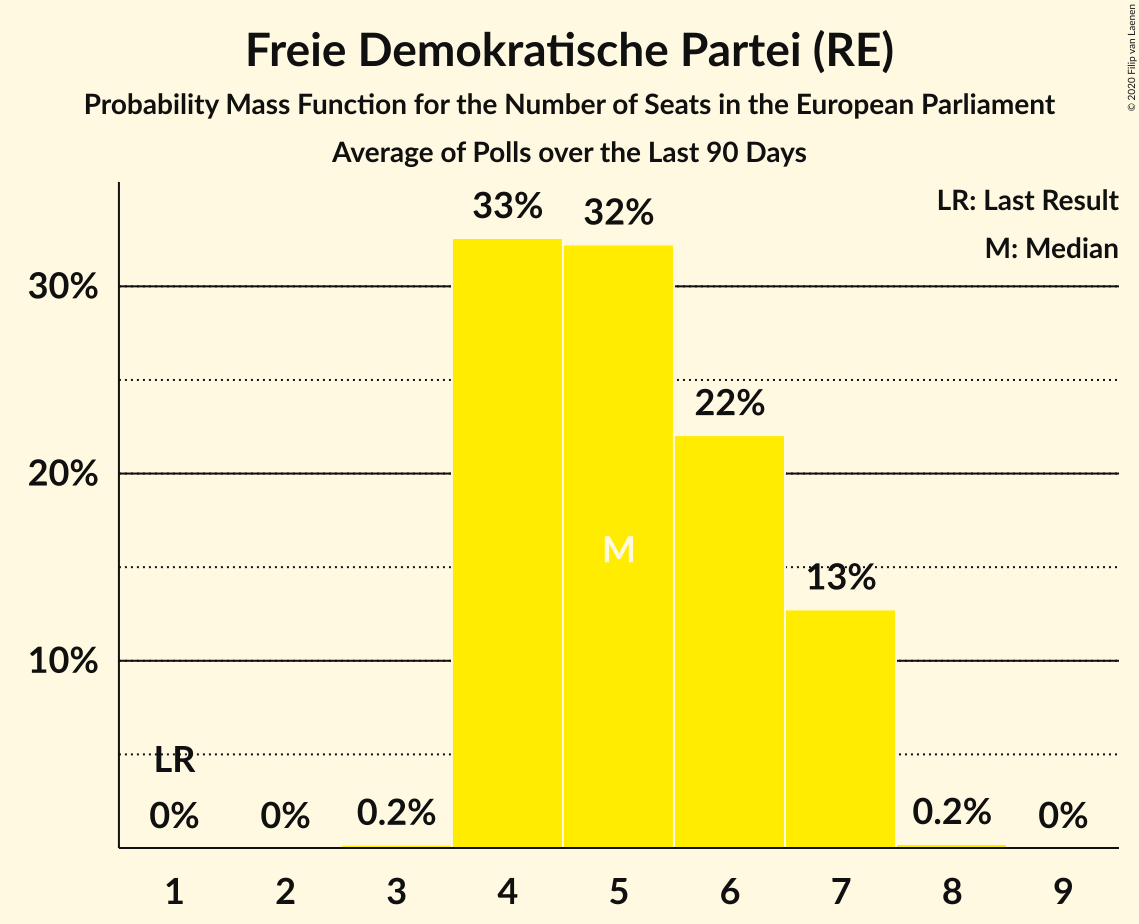 Freie Demokratische Partei (RE)
Probability Mass Function for the Number of Seats in the European Parliament
Average of Polls over the Last 90 Days
© 2020 Filip van Laenen
LR: Last Result
M: Median
33%
32%
30%
22%
20%
M
13%
10%
LR
0%
0%
0.2%
0.2%
0%
1 2 3 4 5 6 7 8 9